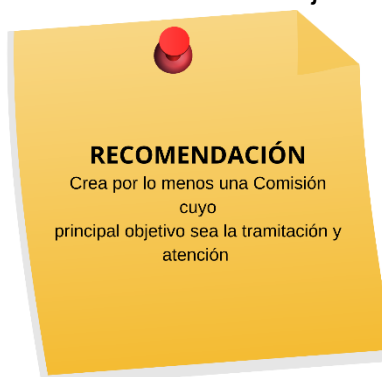 RECOMENDACIÓN
Crea por lo menos una Comisión
cuyo
principal objetivo sea la tramitación y
atención